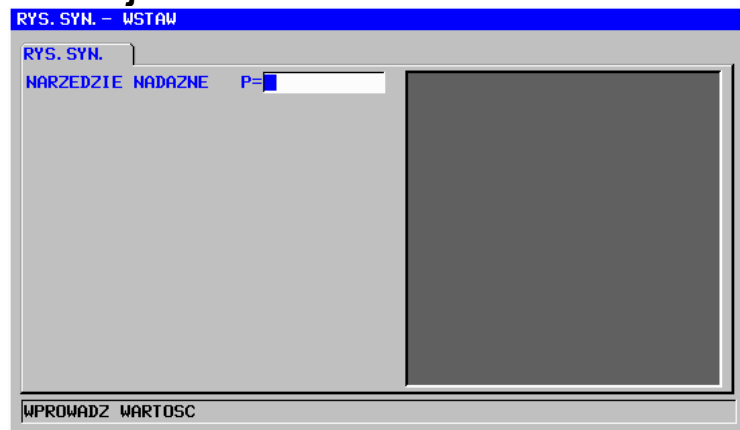 RYS. SYN. - WSTAW
RYS. SYN.
NARZEDZIE NADAZNE P=
WPROWADZ WARTOSC